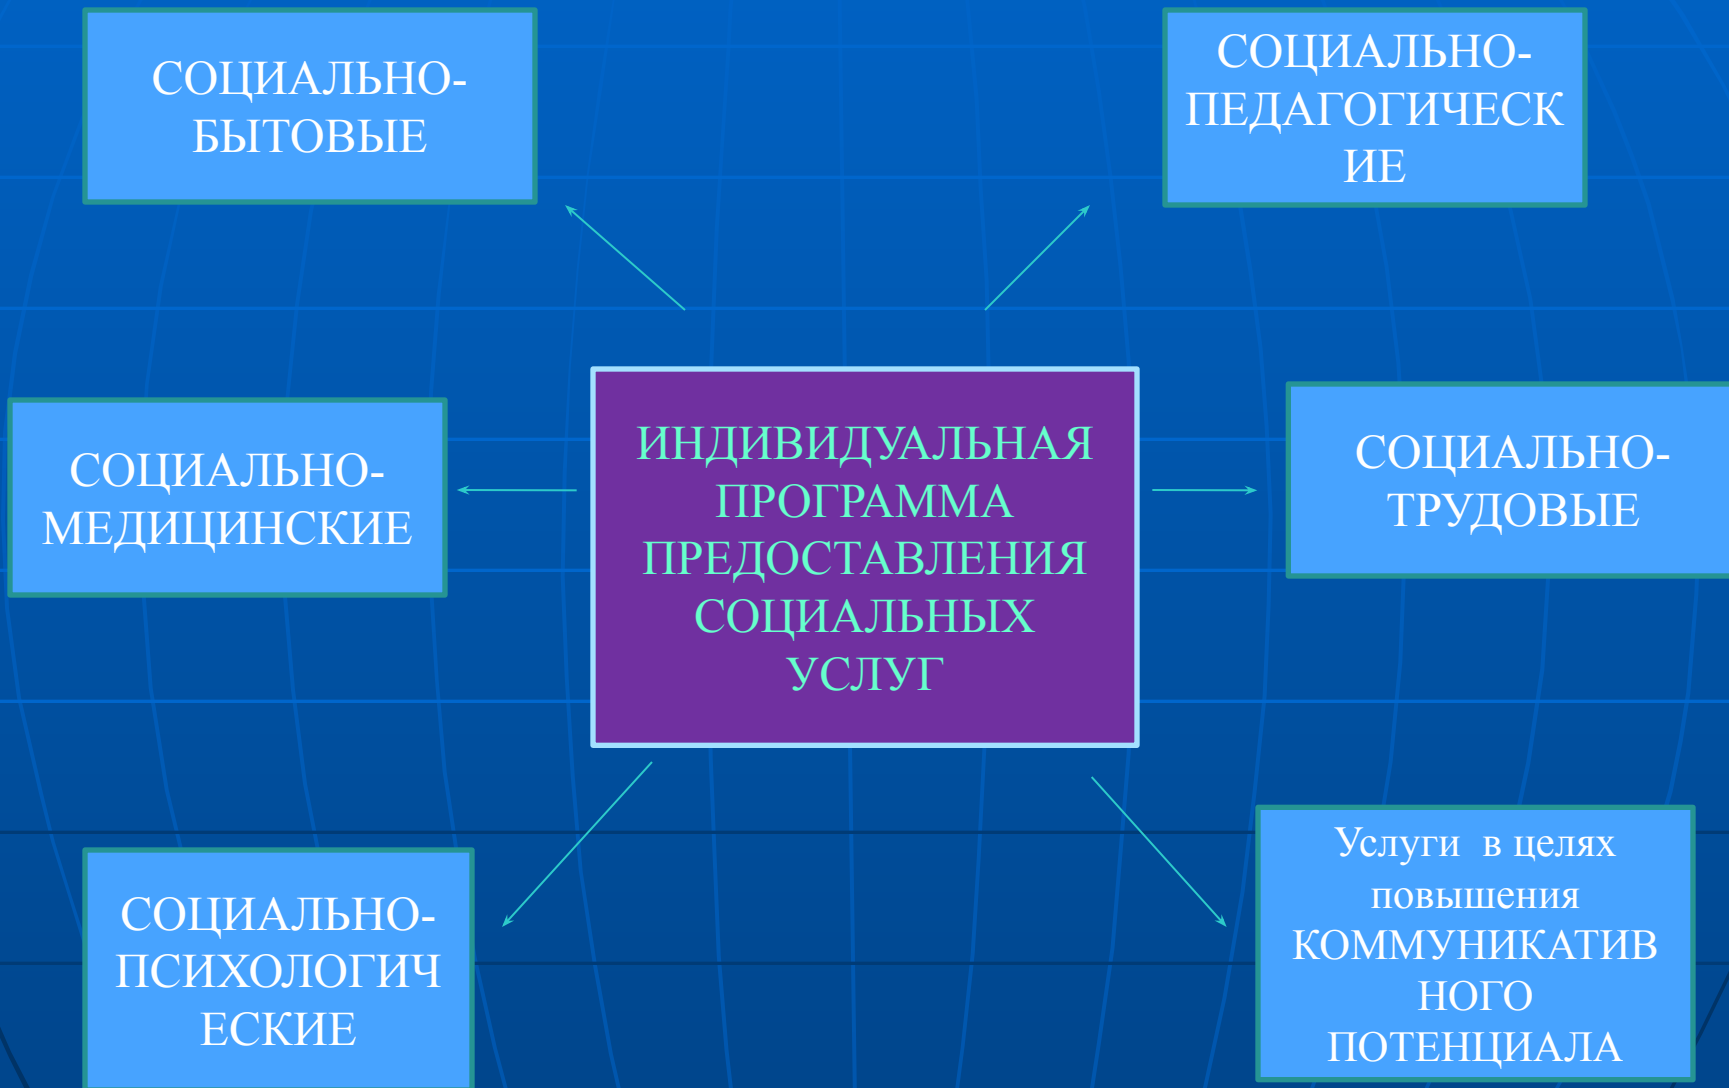 СОЦИАЛЬНО-
БЫТОВЫЕ
СОЦИАЛЬНО-
ПЕДАГОГИЧЕСК
ИЕ
СОЦИАЛЬНО-
МЕДИЦИНСКИЕ
ИНДИВИДУАЛЬНАЯ
ПРОГРАММА
ПРЕДОСТАВЛЕНИЯ
СОЦИАЛЬНЫХ
УСЛУГ
СОЦИАЛЬНО-
ТРУДОВЫЕ
СОЦИАЛЬНО-
ПСИХОЛОГИЧ
ЕСКИЕ
Услуги в целях
повышения
КОММУНИКАТИВ
НОГО
ПОТЕНЦИАЛА